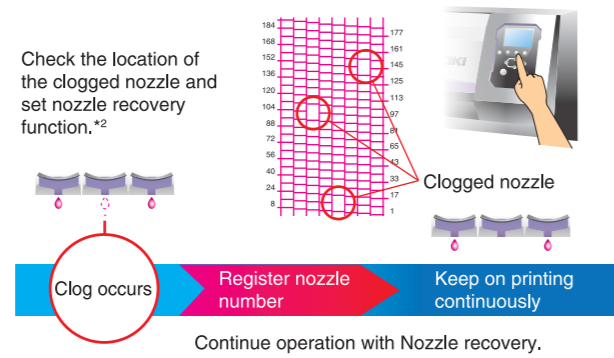 Check the location of
the clogged nozzle and
set nozzle recovery
function.*2
184
168
152
136
120
104
88
72
56
40
24
8
177
161
145
125
113
97
81
65
43
33
17
1
Clogged nozzle
Clog occurs
Register nozzle
number
Keep on printing
continuously
Continue operation with Nozzle recovery.